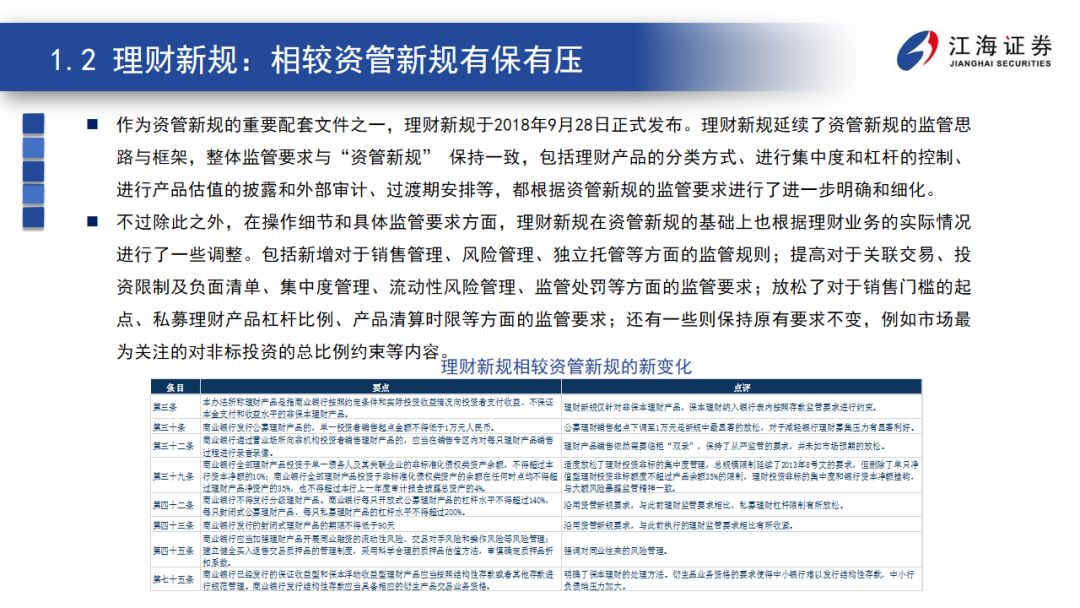 1.2 理财新规：相较资管新规有保有压
江海证券
JIANGHAI SECURITIES
作为资管新规的重要配套文件之一，理财新规于2018年9月28日正式发布。理财新规延续了资管新规的监管思
路与框架，整体监管要求与“资管新规” 保持一致，包括理财产品的分类方式、进行集中度和杠杆的控制、
进行产品估值的披露和外部审计、过渡期安排等，都根据资管新规的监管要求进行了进一步明确和细化。
不过除此之外，在操作细节和具体监管要求方面，理财新规在资管新规的基础上也根据理财业务的实际情况
进行了一些调整。包括新增对于销售管理、风险管理、独立托管等方面的监管规则；提高对于关联交易、投
资限制及负面清单、集中度管理、流动性风险管理、监管处罚等方面的监管要求；放松了对于销售门槛的起
点、私募理财产品杠杆比例、产品清算时限等方面的监管要求；还有一些则保持原有要求不变，例如市场最
为关注的对非标投资的总比例约束等内容。
理财新规相较资管新规的新变化
条目 要点 点评
第三条 本办法所称理财产品是指商业银行按照约定条件和实际投资收益情况向投资者支付收益、不保证
本金支付和收益水平的非保本理财产品。 理财新规仅针对非保本理财产品，保本理财纳入银行表内按照存款监管要求进行约束。
第三十条 商业银行发行公募理财产品的，单一投资者销售起点金额不得低于1万元人民币。 公募理财销售起点下调至1万元是新规中最显著的放松，对于减轻银行理财募集压力有显著利好。
第三十二条 商业银行通过营业场所向非机构投资者销售理财产品的，应当在销售专区内对每只理财产品销售
过程进行录音录像。 理财产品销售依然需要临柜“双录”，保持了从严监管的要求，并未如市场预期的放松。
第三十九条 商业银行全部理财产品投资于单一债务人及其关联企业的非标准化债权类资产余额，不得超过本
行资本净额的10%；商业银行全部理财产品投资于非标准化债权类资产的余额在任何时点均不得超
过理财产品净资产的35%，也不得超过本行上一年度审计报告披露总资产的4%。 适度放松了理财投资非标的集中度管理，总规模限制延续了2013年8号文的要求，但删除了单只净
值型理财投资非标额度不超过产品余额35%的限制，理财投资非标的集中度和银行资本净额挂钩，
与大额风险暴露监管精神一致。
第四十二条 商业银行不得发行分级理财产品。商业银行每只开放式公募理财产品的杠杆水平不得超过140%，
每只封闭式公募理财产品、每只私募理财产品的杠杆水平不得超过200%。 沿用资管新规要求，与此前理财监管要求相比，私募理财杠杆限制有所放松。
第四十三条 商业银行发行的封闭式理财产品的期限不得低于90天 沿用资管新规要求，与此前执行的理财监管要求相比有所收紧。
第四十五条 商业银行应当加强理财产品开展同业融资的流动性风险、交易对手风险和操作风险等风险管理；
建立健全买入返售交易质押品的管理制度，采用科学合理的质押品估值方法，审慎确定质押品折
扣系数。 强调对同业往来的风险管理。
第七十五条 商业银行已经发行的保证收益型和保本浮动收益型理财产品应当按照结构性存款或者其他存款进
行规范管理。商业银行发行结构性存款应当具备相应的衍生产品交易业务资格。 明确了保本理财的处理方法。衍生品业务资格的要求使得中小银行难以发行结构性存款，中小行
负债端压力加大。